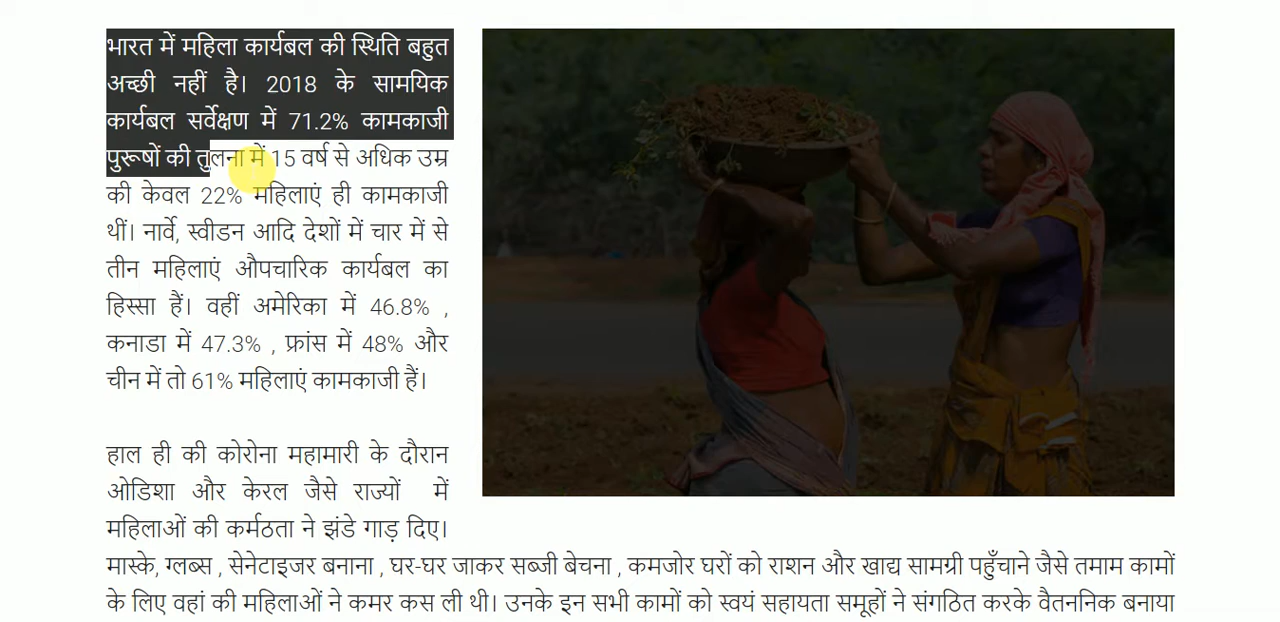 भारत में महिला कार्यबल की स्थिति बहुत
अच्छी नहीं है। 2018 के सामयिक
कार्यबल सर्वेक्षण में 71.2% कामकाजी
पुरूषों की तुलना में 15 वर्ष से अधिक उम्र
की केवल 22% महिलाएं ही कामकाजी
थीं। नार्वे, स्वीडन आदि देशों में चार में से
तीन महिलाएं औपचारिक कार्यबल का
हिस्सा हैं। वहीं अमेरिका में 46.8% ,
कनाडा में 47.3% , फ्रांस में 48% और
चीन में तो 61% महिलाएं कामकाजी हैं।
हाल ही की कोरोना महामारी के दौरान
ओडिशा और केरल जैसे राज्यों में
महिलाओं की कर्मठता ने झंडे गाड़ दिए।
मास्के, ग्लब्स , सेनेटाइजर बनाना , घर-घर जाकर सब्जी बेचना , कमजोर घरों को राशन और खाद्य सामग्री पहुँचाने जैसे तमाम कामों
के लिए वहां की महिलाओं ने कमर कस ली थी। उनके इन सभी कामों को स्वयं सहायता समूहों ने संगठित करके वैतननिक बनाया